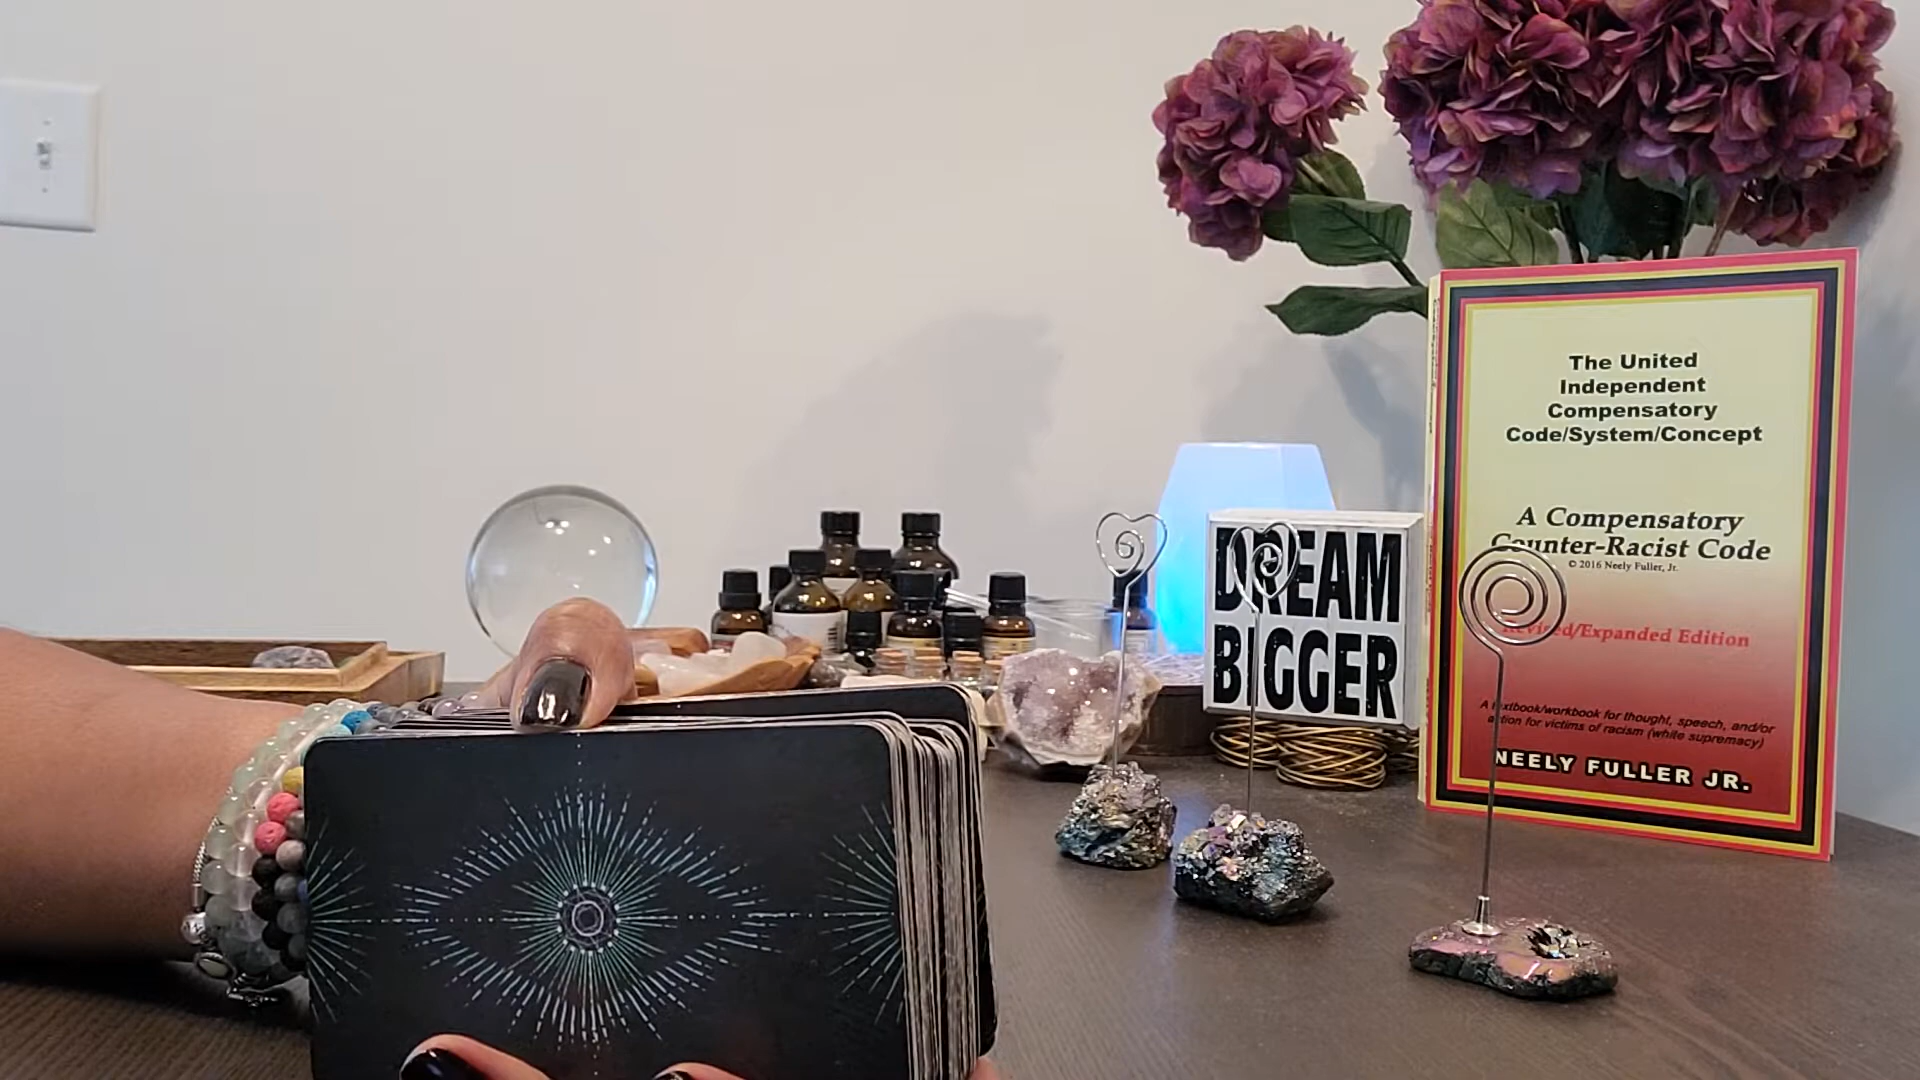 DREAM
BIGGER
The United
Independent
Compensatory
Code/System/Concept
A Compensatory
Counter-Racist Code
© 2016 Neely Fuller, Jr.
Revised/Expanded Edition
A textbook/workbook for thought, speech, and/or
action for victims of racism (white supremacy)
NEELY FULLER JR.